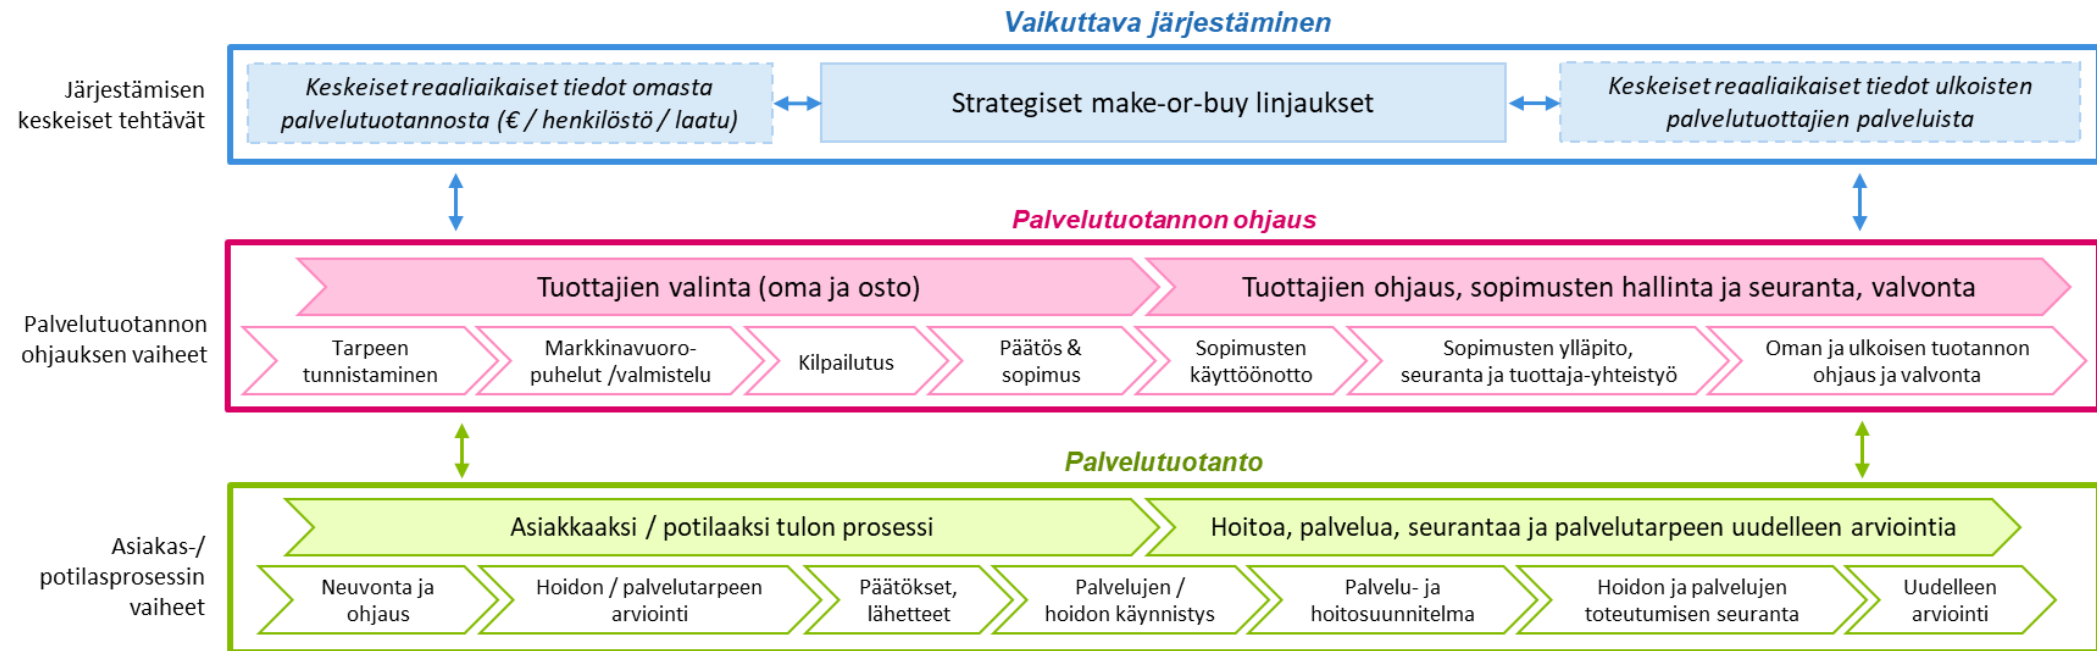 Vaikuttava järjestäminen
Järjestämisen
keskeiset tehtävät
Keskeiset reaaliaikaiset tiedot omasta
palvelutuotannosta (€ / henkilöstö / laatu)
Strategiset make-or-buy linjaukset
Keskeiset reaaliaikaiset tiedot ulkoisten
palvelutuottajien palveluista
Palvelutuotannon ohjaus
Palvelutuotannon
ohjauksen vaiheet
Tuottajien valinta (oma ja osto)
Tuottajien ohjaus, sopimusten hallinta ja seuranta, valvonta
Tarpeen
tunnistaminen
Markkinavuoro-
puhelut /valmistelu
Kilpailutus
Päätös &
sopimus
Sopimusten
käyttöönotto
Sopimusten ylläpito,
seuranta ja tuottaja-yhteistyö
Oman ja ulkoisen tuotannon
ohjaus ja valvonta
Palvelutuotanto
Asiakas-/
potilasprosessin
vaiheet
Asiakkaaksi / potilaaksi tulon prosessi
Hoitoa, palvelua, seurantaa ja palvelutarpeen uudelleen arviointia
Neuvonta ja
ohjaus
Hoidon / palvelutarpeen
arviointi
Päätökset,
lähetteet
Palvelujen /
hoidon käynnistys
Palvelu- ja
hoitosuunnitelma
Hoidon ja palvelujen
toteutumisen seuranta
Uudelleen
arviointi